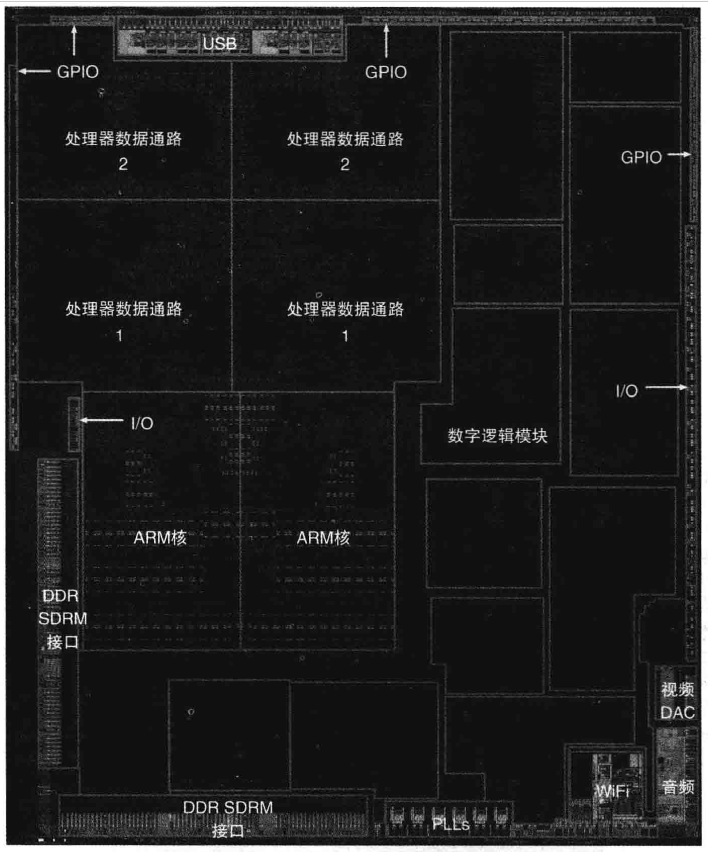 USB
GPIO
GPIO
处理器数据通路
2
处理器数据通路
2
GPIO
处理器数据通路
1
处理器数据通路
1
I/O
I/O
数字逻辑模块
ARM核
ARM核
DDR
SDRM
接口
视频
DAC
DDR SDRM
接口
PLLs
WiFi
音频